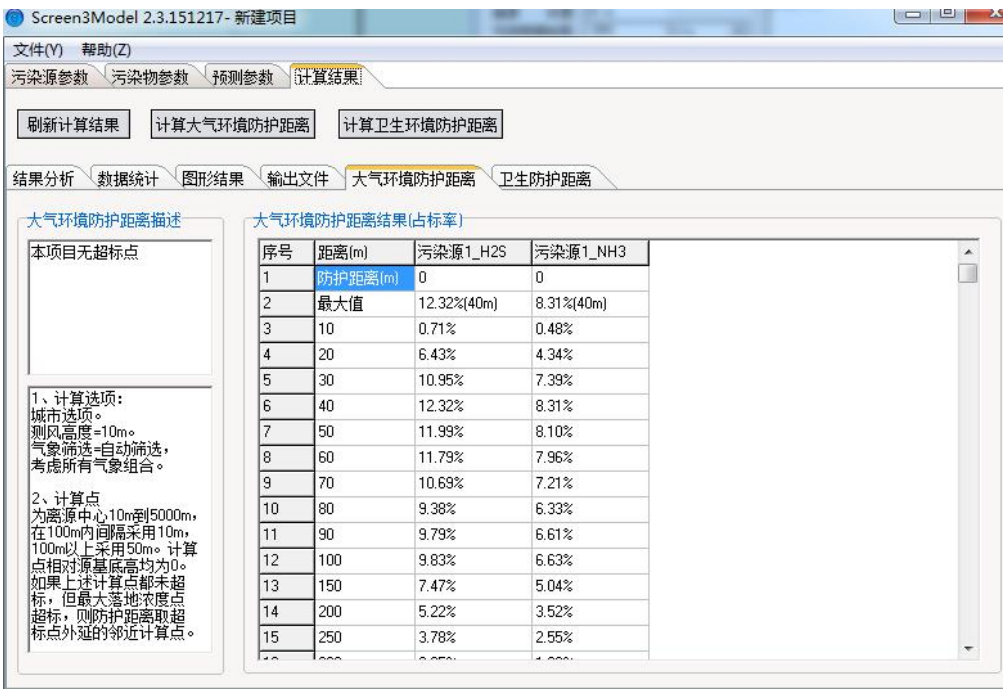 Screen3Model 2.3.151217- 新建项目
文件(Y) 帮助(Z)
污染源参数 污染物参数 预测参数 计算结果
刷新计算结果 计算大气环境防护距离 计算卫生环境防护距离
结果分析 数据统计 图形结果 输出文件 大气环境防护距离 卫生防护距离
大气环境防护距离描述
本项目无超标点
1、计算选项:
城市选项。
测风高度=10m。
气象筛选=自动筛选,
考虑所有气象组合。
2、计算点
为离源中心10m到5000m,
在100m内间隔采用10m,
100m以上采用50m。计算
点相对源基底高均为0。
如果上述计算点都未超
标,但最大落地浓度点
超标,则防护距离取超
标点外延的邻近计算点。
大气环境防护距离结果(占标率)
序号 距离(m) 污染源1_H2S 污染源1_NH3
1 防护距离(m) 0 0
2 最大值 12.32%(40m) 8.31%(40m)
3 10 0.71% 0.48%
4 20 6.43% 4.34%
5 30 10.95% 7.39%
6 40 12.32% 8.31%
7 50 11.99% 8.10%
8 60 11.79% 7.96%
9 70 10.69% 7.21%
10 80 9.38% 6.33%
11 90 9.79% 6.61%
12 100 9.83% 6.63%
13 150 7.47% 5.04%
14 200 5.22% 3.52%
15 250 3.78% 2.55%